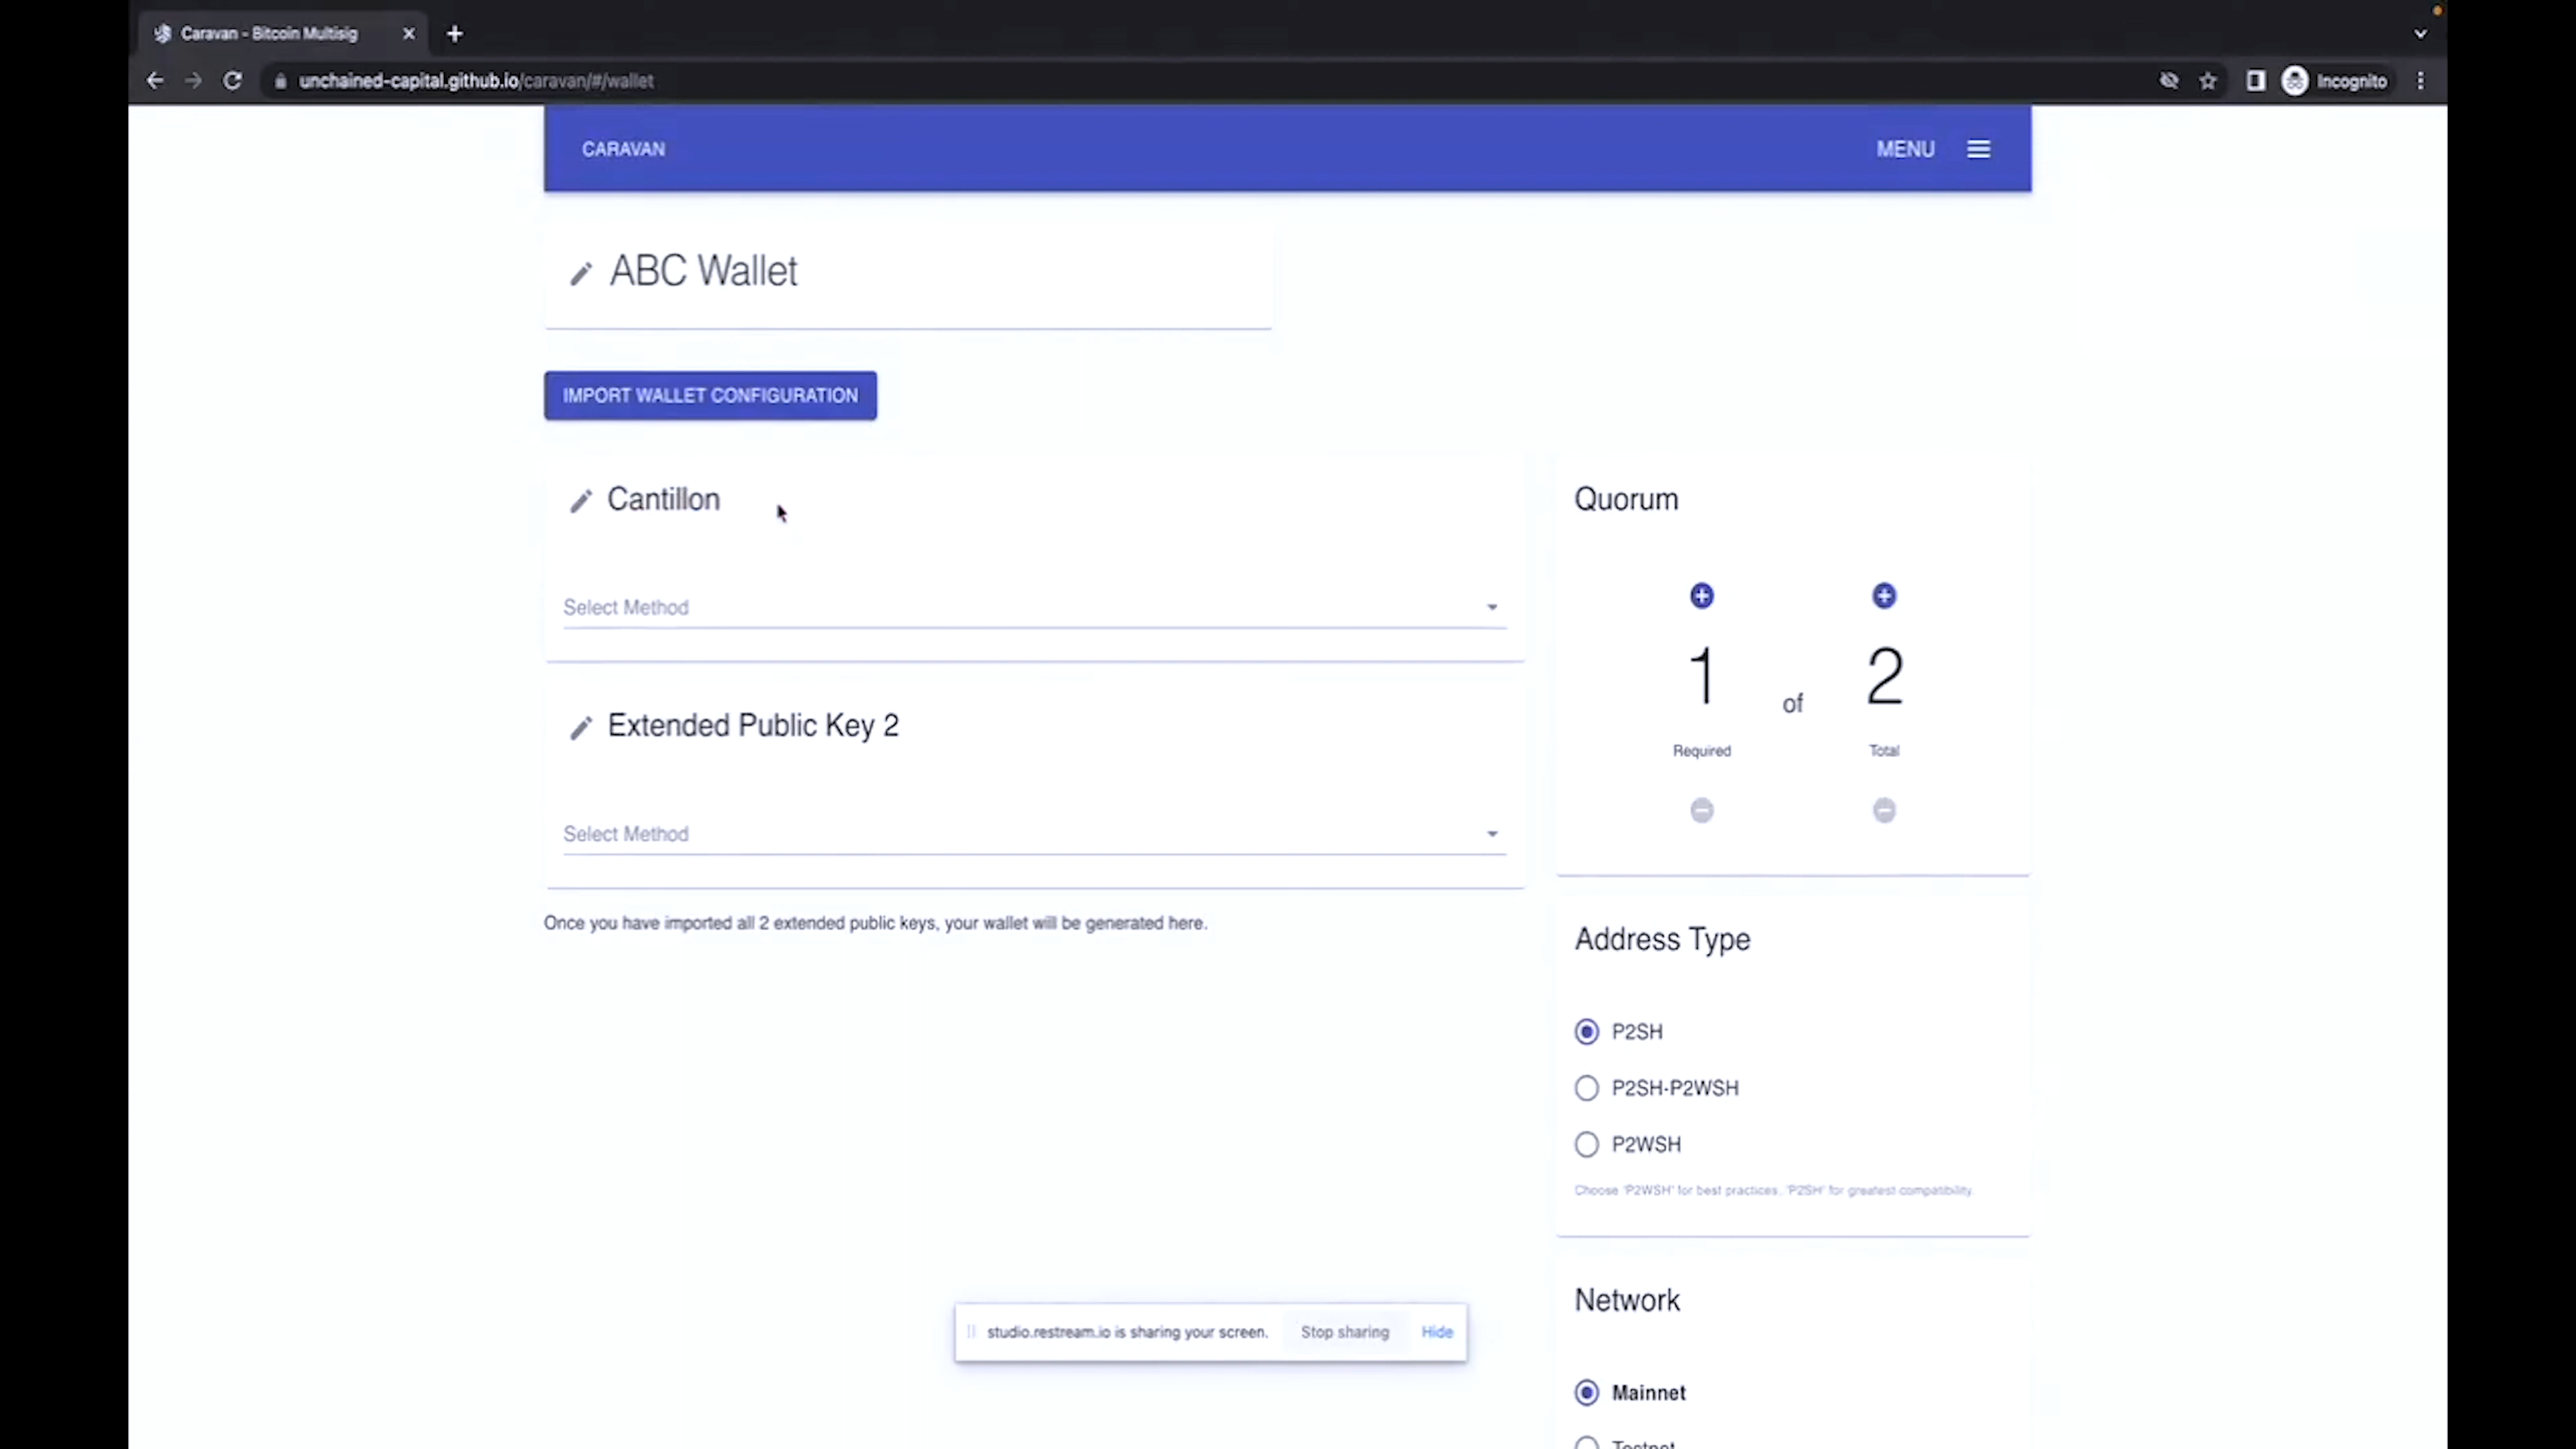 Caravan - Bitcoin Multisig
unchained-capital.github.io/caravan/#/wallet
Incognito
CARAVAN
MENU
ABC Wallet
IMPORT WALLET CONFIGURATION
Cantillon
Select Method
Extended Public Key 2
Select Method
Once you have imported all 2 extended public keys, your wallet will be generated here.
Quorum
1 of 2
Required Total
Address Type
P2SH
P2SH-P2WSH
P2WSH
Choose 'P2WSH' for best practices, 'P2SH' for greatest compatibility.
Network
Mainnet
Testnet
studio.restream.io is sharing your screen. Stop sharing Hide